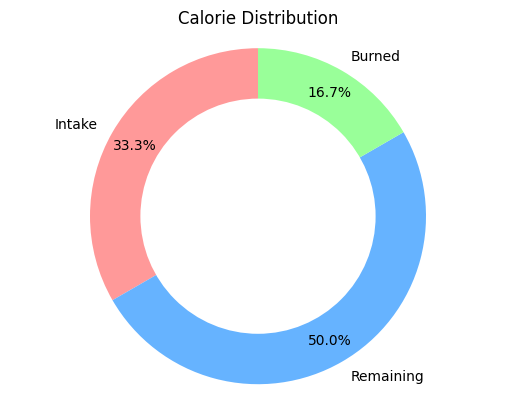 Calorie Distribution
Burned
16.7%
Intake
33.3%
50.0%
Remaining